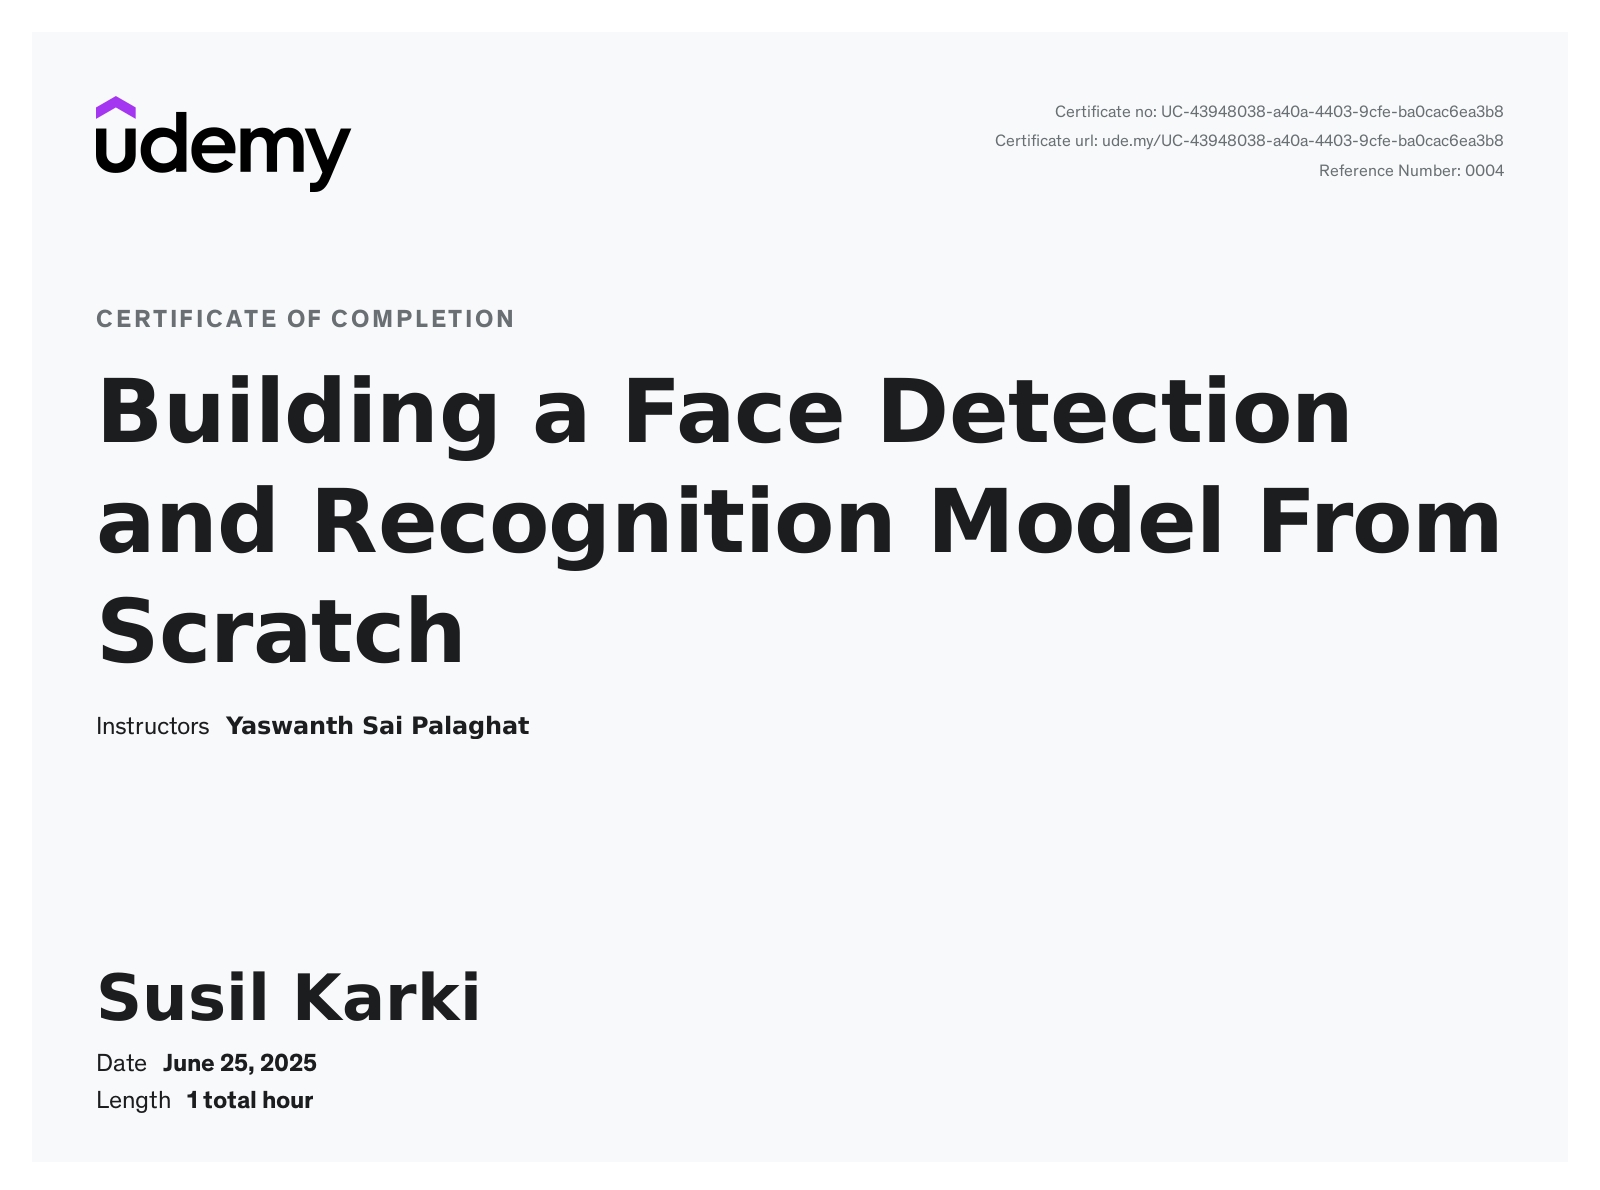 udemy
Certificate no: UC-43948038-a40a-4403-9cfe-ba0cac6ea3b8
Certificate url: ude.my/UC-43948038-a40a-4403-9cfe-ba0cac6ea3b8
Reference Number: 0004
CERTIFICATE OF COMPLETION
Building a Face Detection
and Recognition Model From
Scratch
Instructors Yaswanth Sai Palaghat
Susil Karki
Date June 25, 2025
Length 1 total hour